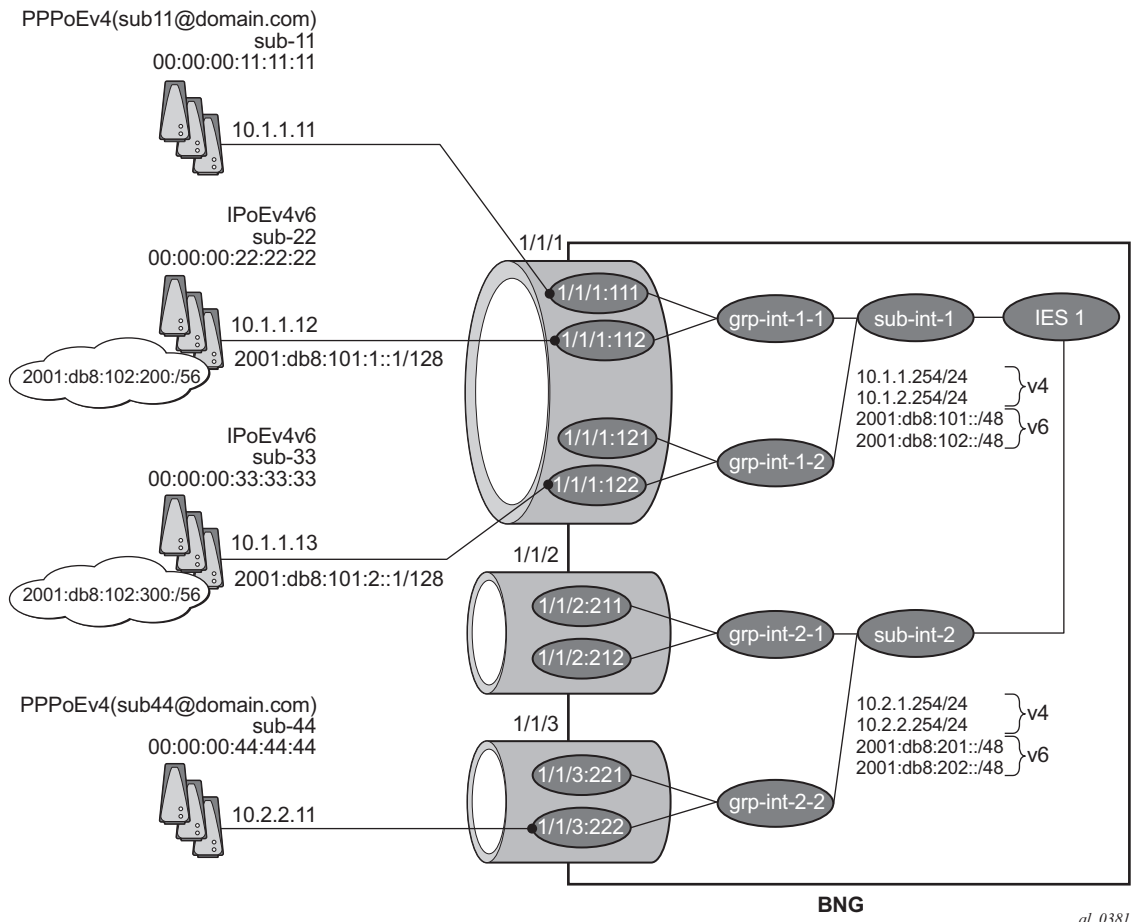 PPPoEv4(sub11@domain.com)
sub-11
00:00:00:11:11:11
10.1.1.11
IPoEv4v6
sub-22
00:00:00:22:22:22
10.1.1.12
2001:db8:101:1::1/128
2001:db8:102:200:/56
IPoEv4v6
sub-33
00:00:00:33:33:33
10.1.1.13
2001:db8:101:2::1/128
2001:db8:102:300:/56
PPPoEv4(sub44@domain.com)
sub-44
00:00:00:44:44:44
10.2.2.11
1/1/1
1/1/1:111
1/1/1:112
1/1/1:121
1/1/1:122
1/1/2
1/1/2:211
1/1/2:212
1/1/3
1/1/3:221
1/1/3:222
grp-int-1-1
grp-int-1-2
grp-int-2-1
grp-int-2-2
sub-int-1
IES 1
10.1.1.254/24
10.1.2.254/24
v4
2001:db8:101::/48
2001:db8:102::/48
v6
sub-int-2
10.2.1.254/24
10.2.2.254/24
v4
2001:db8:201::/48
2001:db8:202::/48
v6
BNG
al_0381